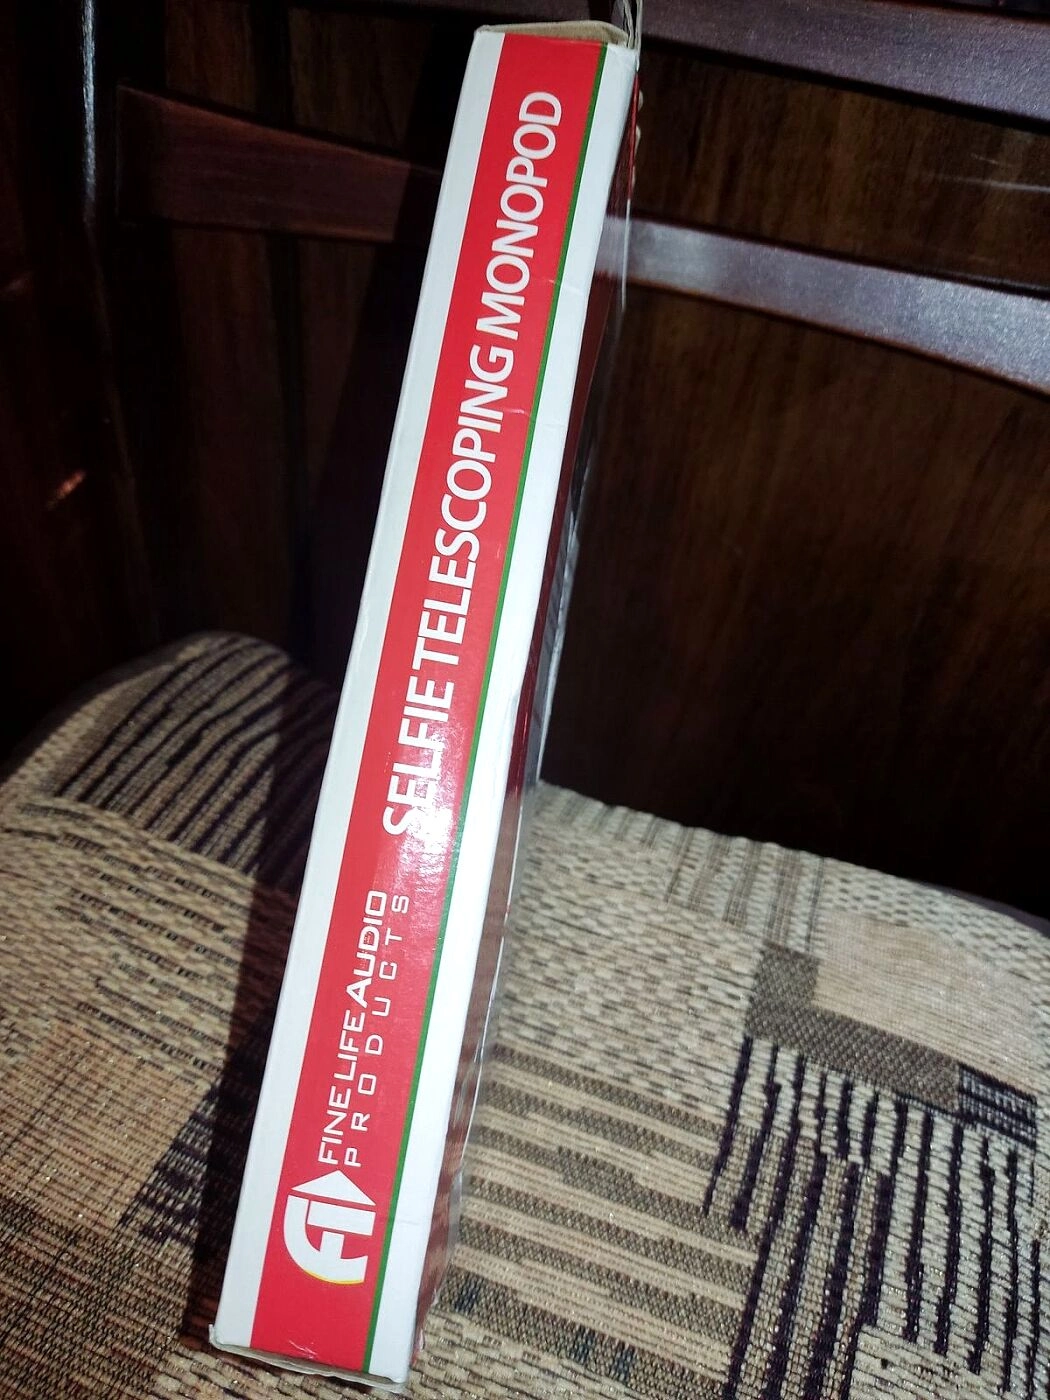 FINE LIFE AUDIO
PRODUCTS
SELFIE TELESCOPING MONOPOD